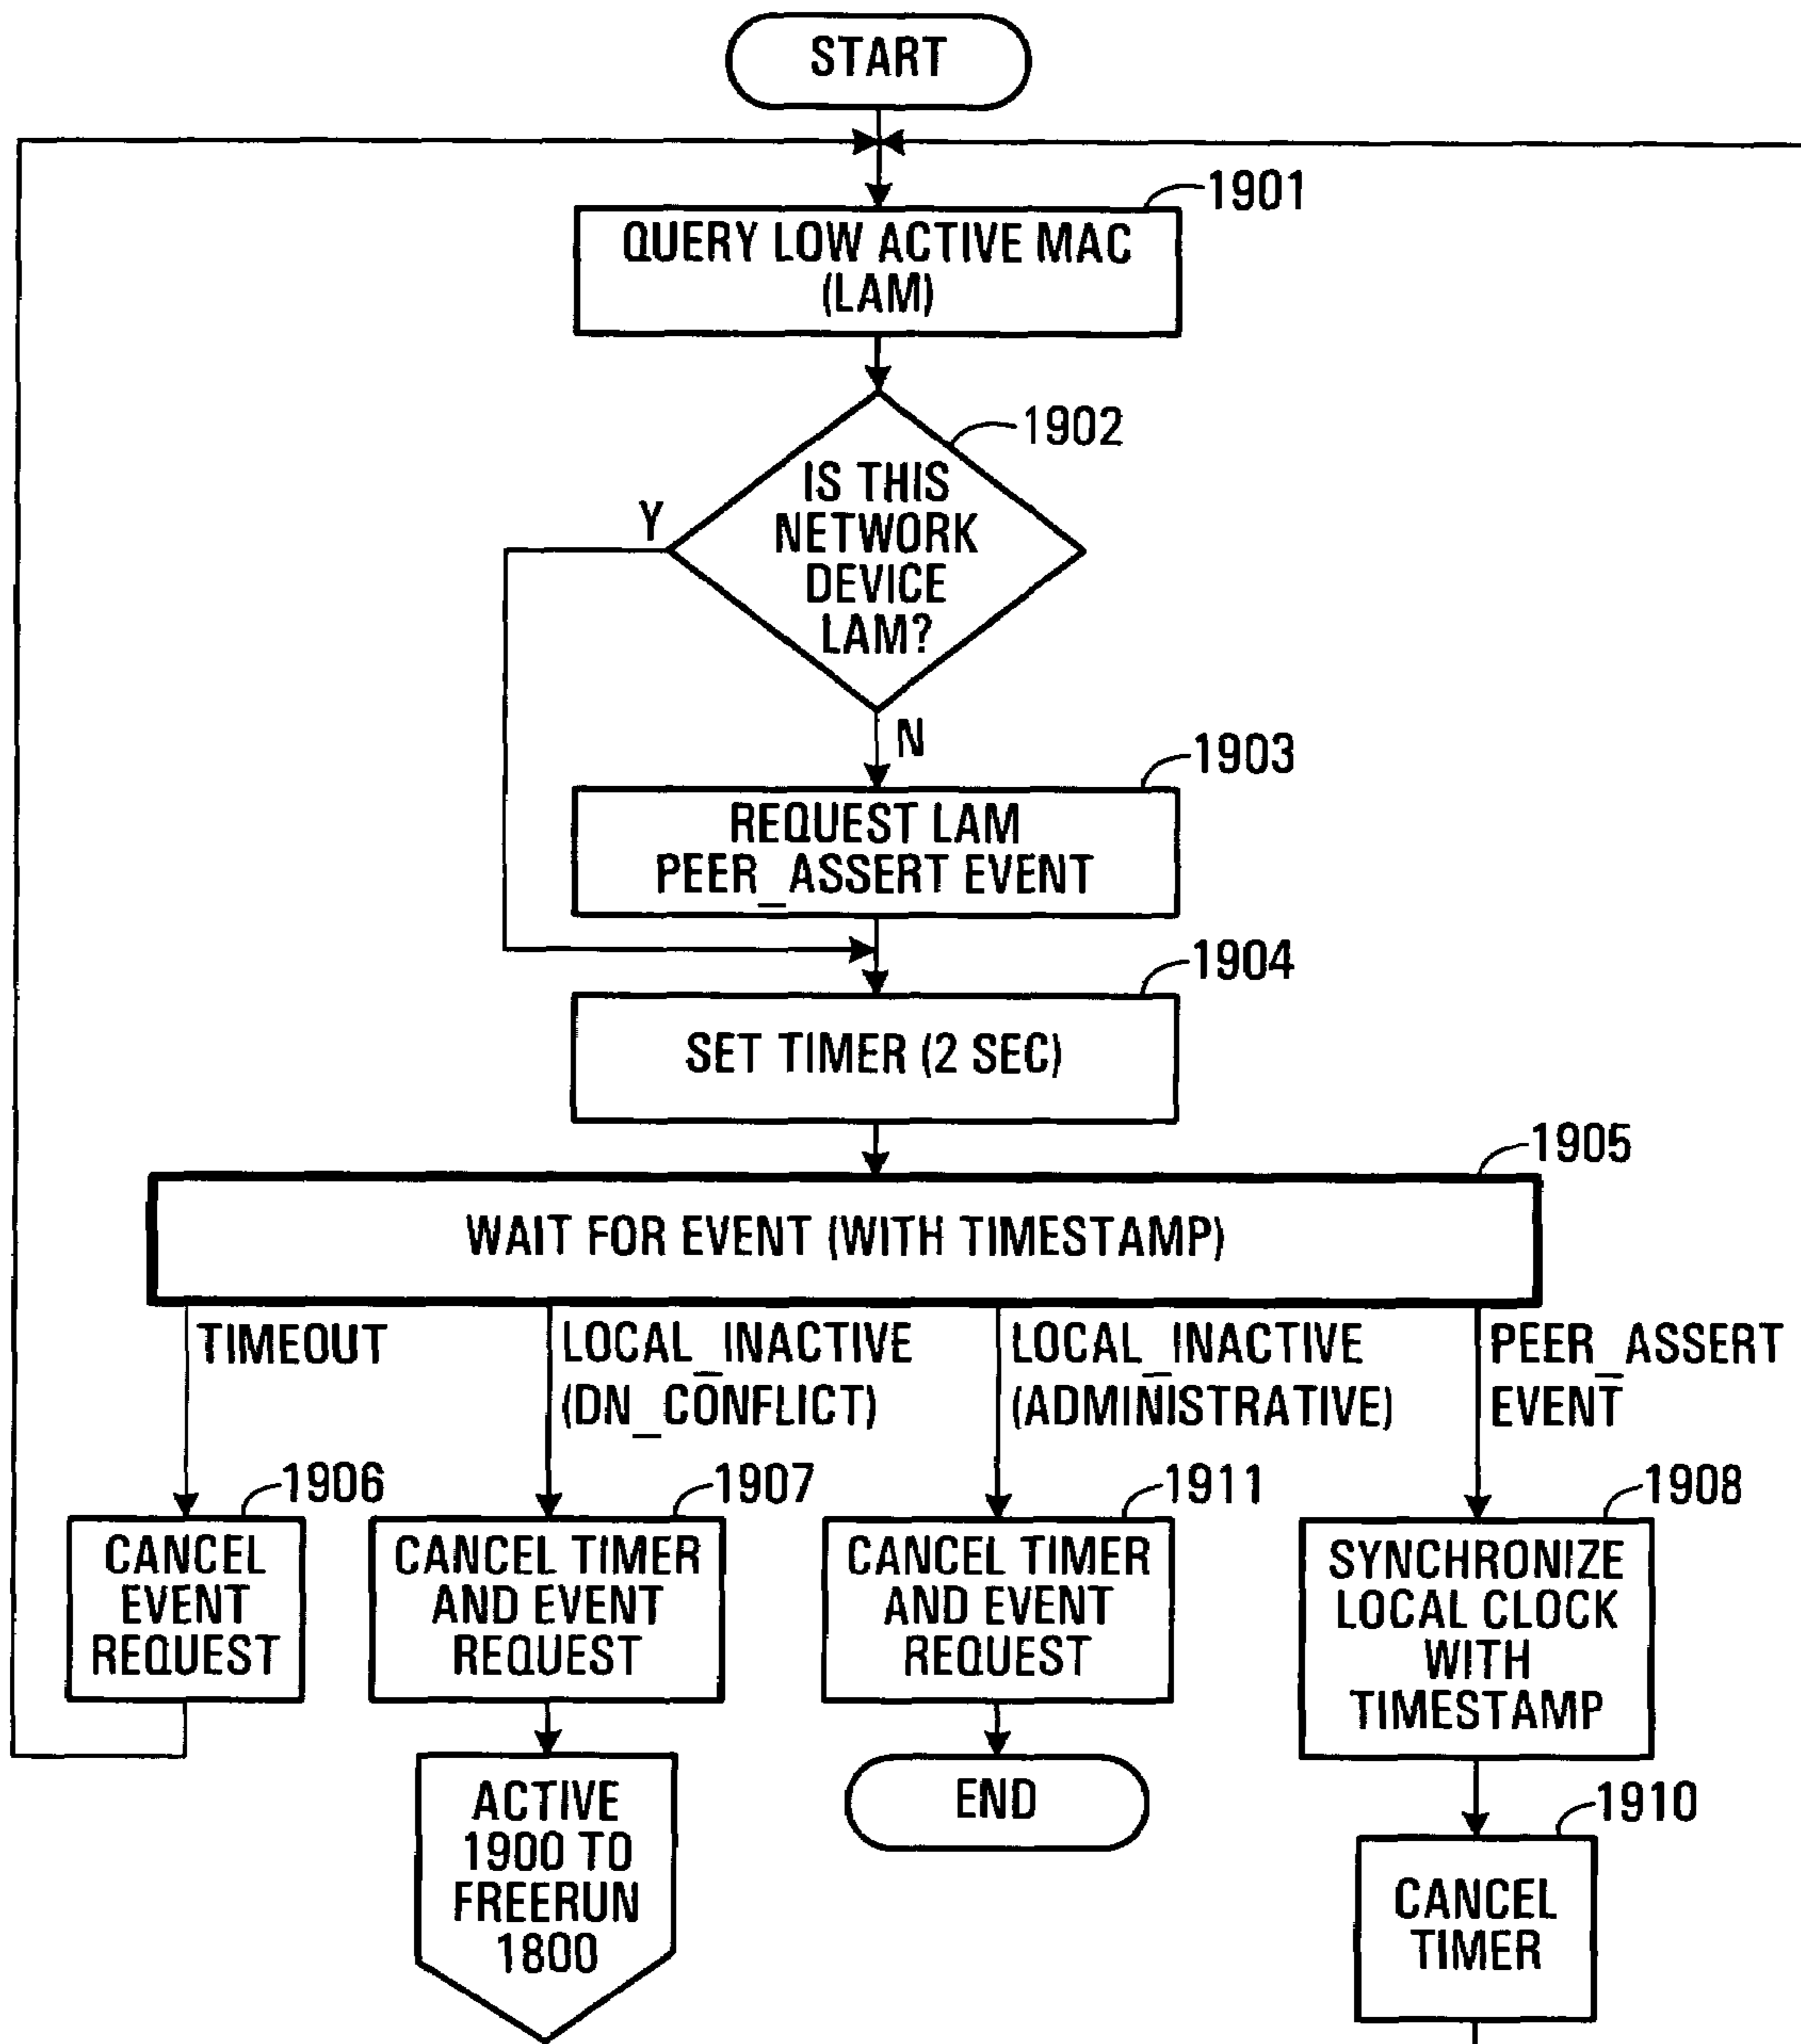 START
1901
QUERY LOW ACTIVE MAC
(LAM)
1902
IS THIS
NETWORK
DEVICE
LAM?
Y
N
1903
REQUEST LAM
PEER_ASSERT EVENT
1904
SET TIMER (2 SEC)
1905
WAIT FOR EVENT (WITH TIMESTAMP)
TIMEOUT
LOCAL_INACTIVE
(DN_CONFLICT)
LOCAL_INACTIVE
(ADMINISTRATIVE)
PEER_ASSERT
EVENT
1906
CANCEL
EVENT
REQUEST
1907
CANCEL TIMER
AND EVENT
REQUEST
1911
CANCEL TIMER
AND EVENT
REQUEST
1908
SYNCHRONIZE
LOCAL CLOCK
WITH
TIMESTAMP
ACTIVE
1900 TO
FREERUN
1800
END
1910
CANCEL
TIMER